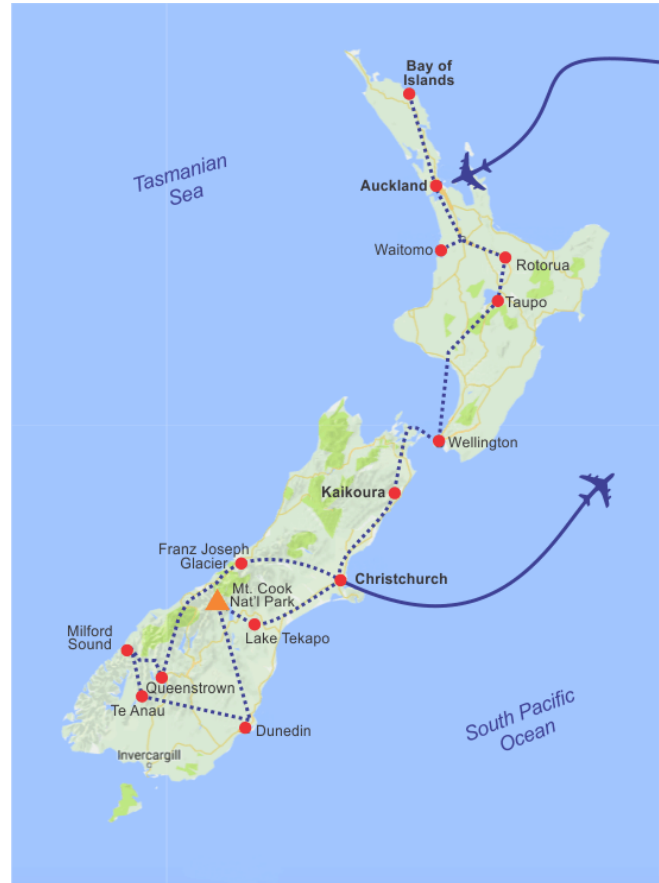 Bay of
Islands
Tasmanian
Sea
Auckland
Waitomo
Rotorua
Taupo
Wellington
Kaikoura
Franz Joseph
Glacier
Mt. Cook
Nat'l Park
Christchurch
Milford
Sound
Lake Tekapo
Queenstown
Te Anau
Dunedin
South Pacific
Ocean
Invercargill